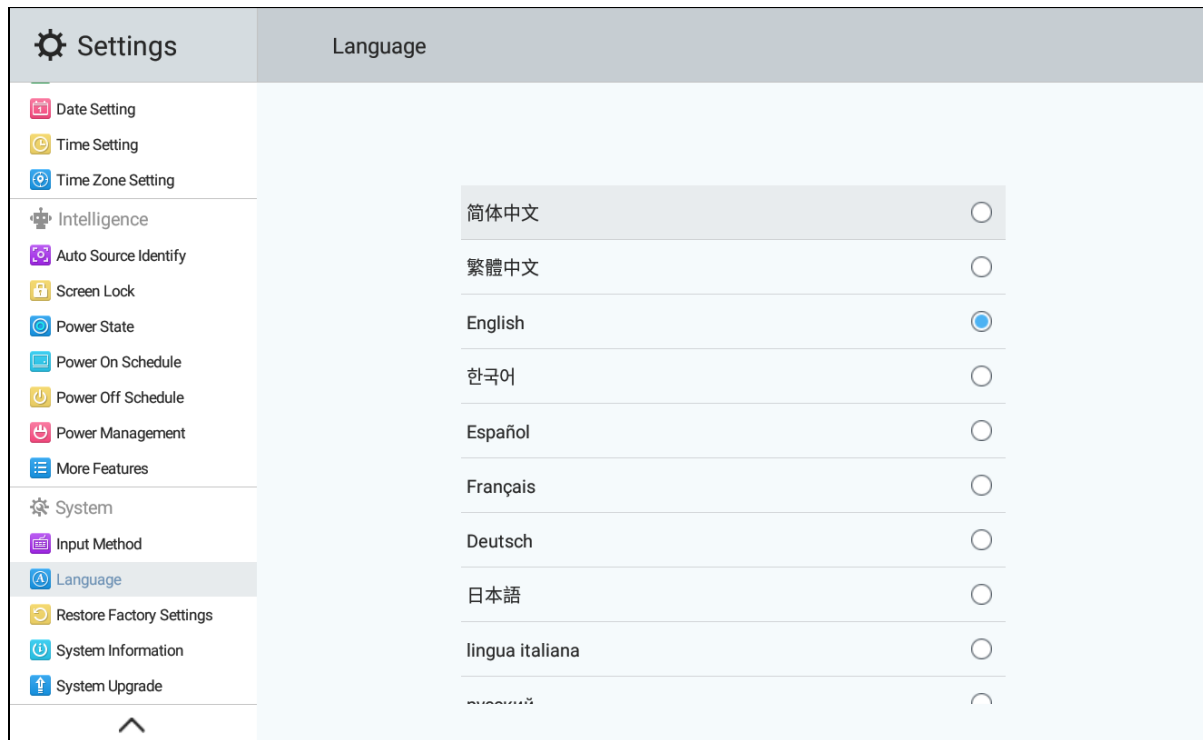 Settings
Language
Date Setting
Time Setting
Time Zone Setting
Intelligence
Auto Source Identify
Screen Lock
Power State
Power On Schedule
Power Off Schedule
Power Management
More Features
System
Input Method
Language
Restore Factory Settings
System Information
System Upgrade
简体中文
繁體中文
English
한국어
Español
Français
Deutsch
日本語
lingua italiana
русский